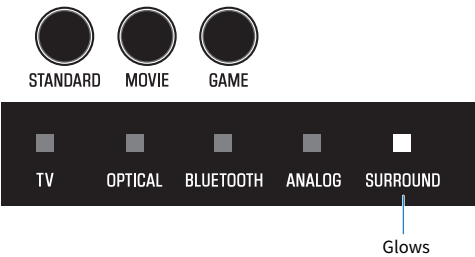 STANDARD MOVIE GAME
TV OPTICAL BLUETOOTH ANALOG SURROUND
Glows